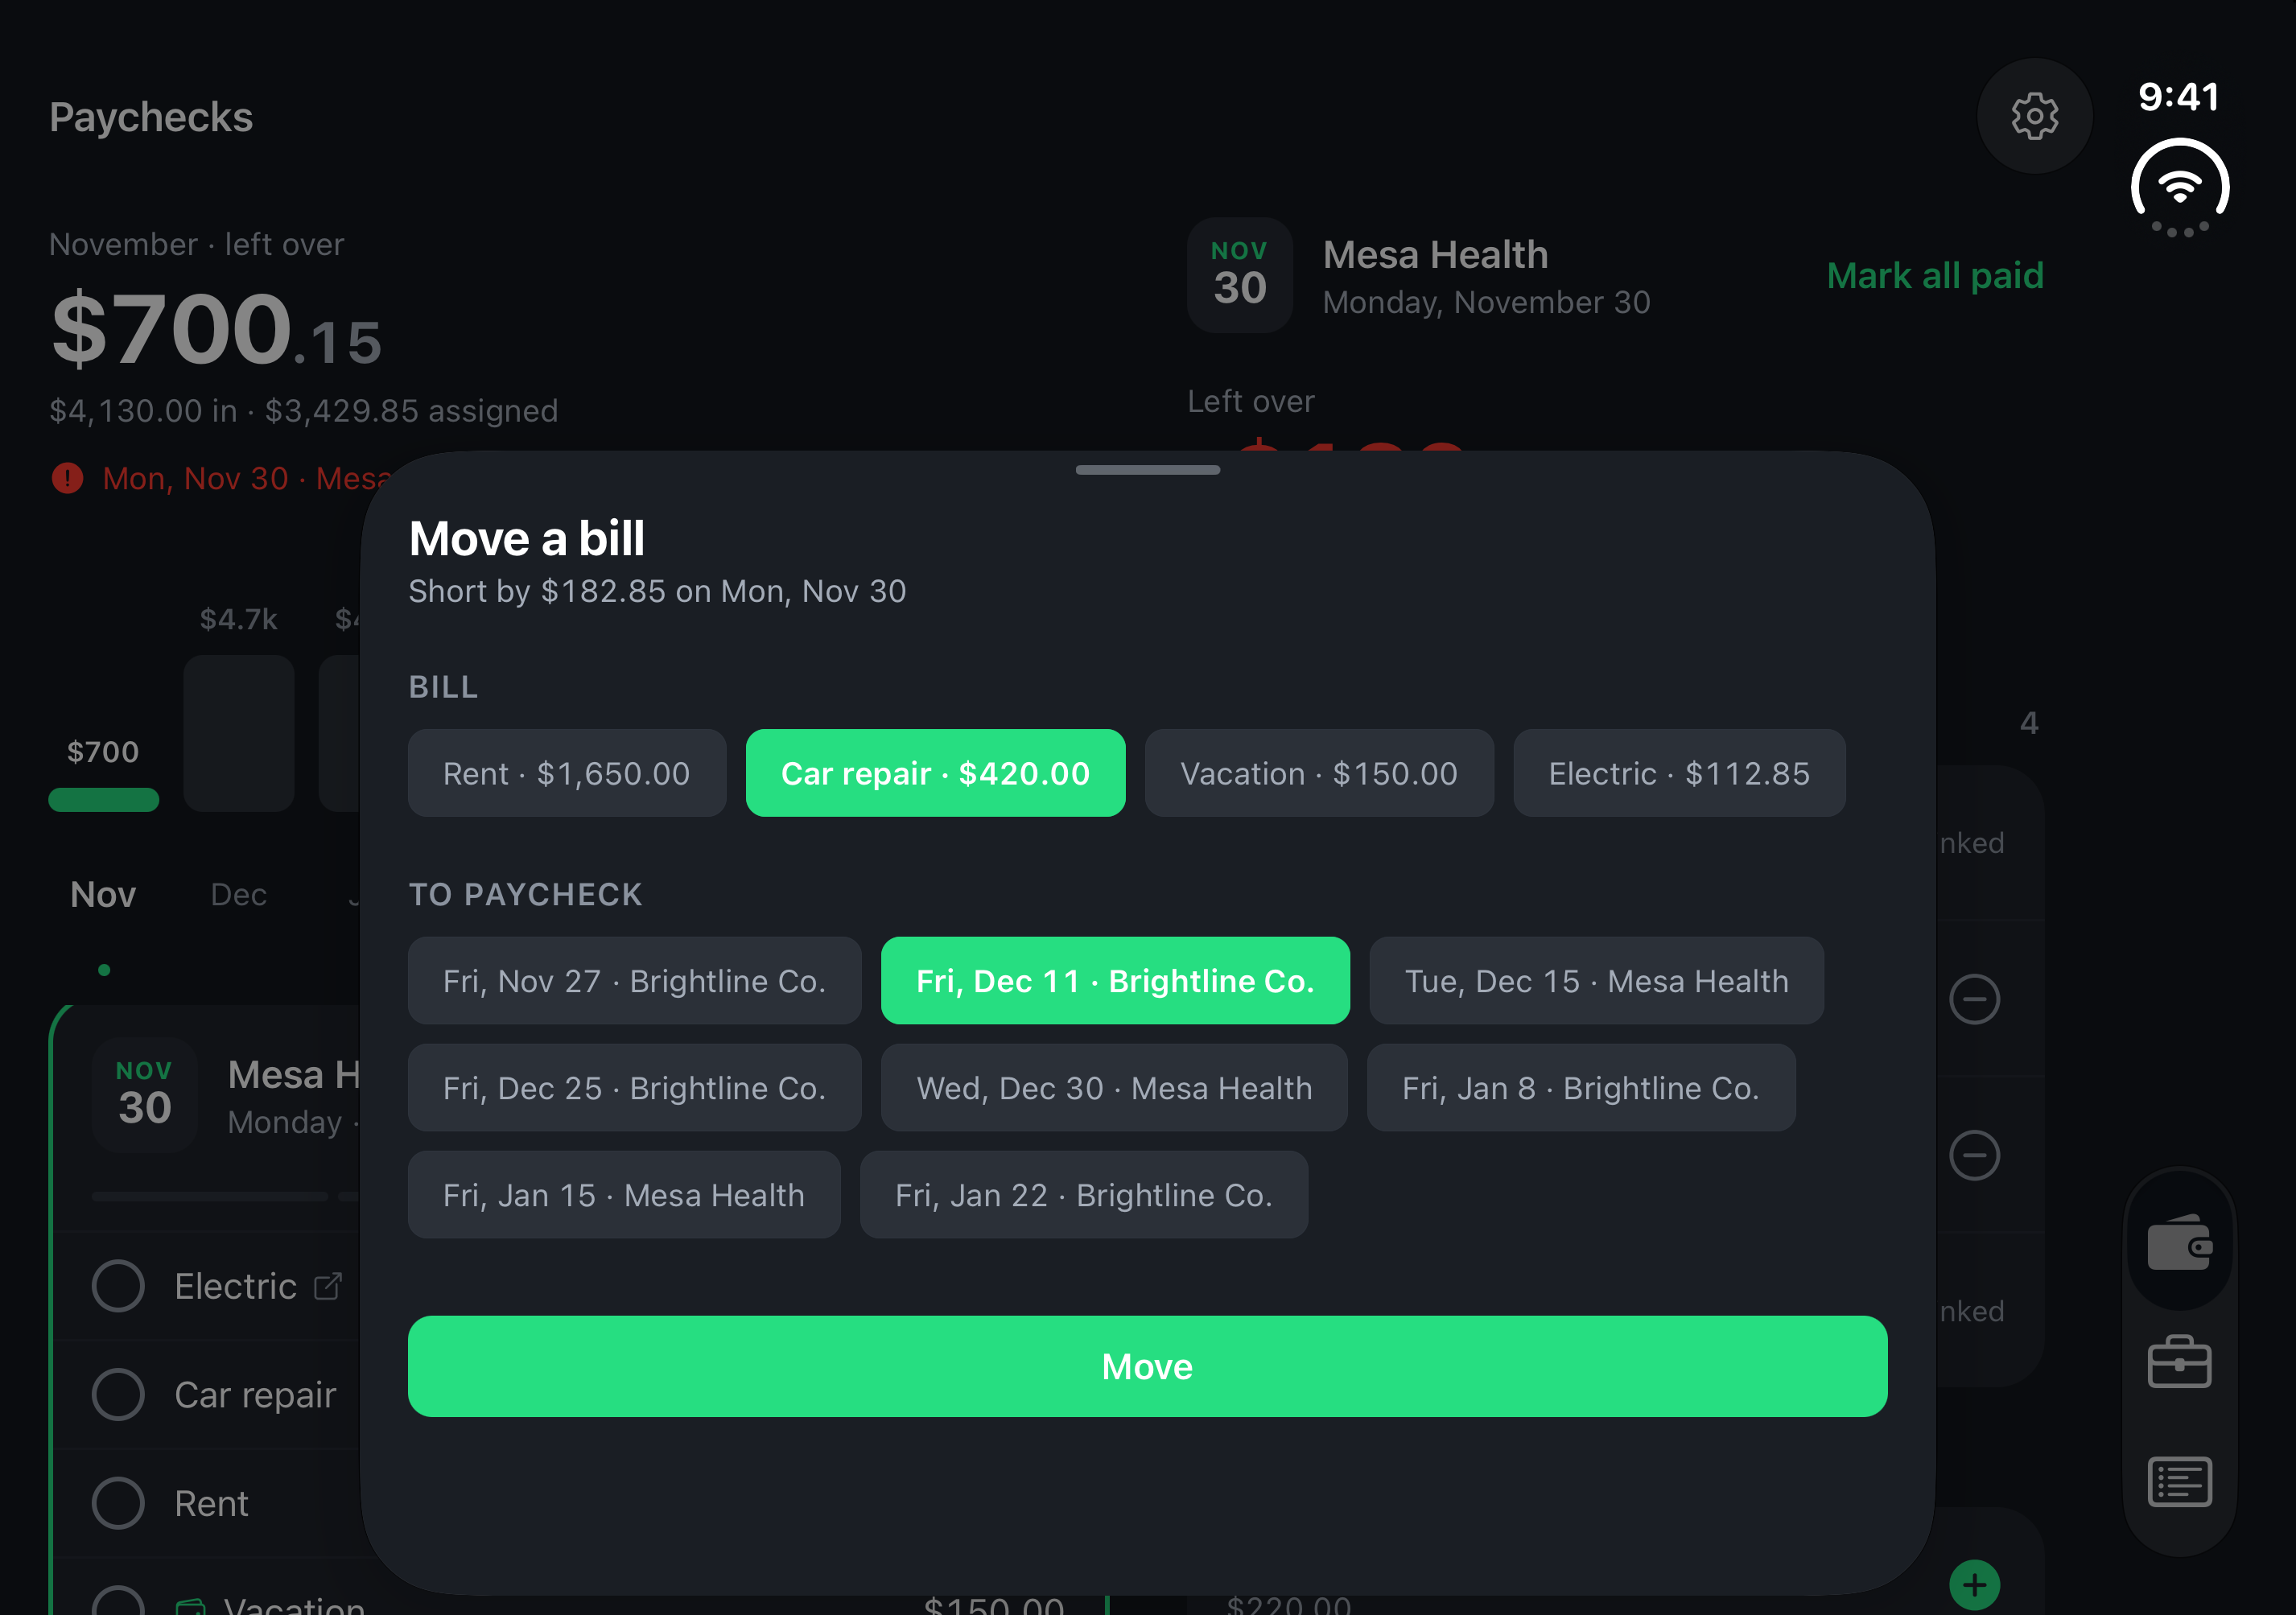 9:41
Paychecks
November · left over
$700.15
$4,130.00 in · $3,429.85 assigned
Mon, Nov 30 · Mesa
NOV
30
Mesa Health
Monday, November 30
Mark all paid
Left over
Move a bill
Short by $182.85 on Mon, Nov 30
BILL
Rent · $1,650.00
Car repair · $420.00
Vacation · $150.00
Electric · $112.85
TO PAYCHECK
Fri, Nov 27 · Brightline Co.
Fri, Dec 11 · Brightline Co.
Tue, Dec 15 · Mesa Health
Fri, Dec 25 · Brightline Co.
Wed, Dec 30 · Mesa Health
Fri, Jan 8 · Brightline Co.
Fri, Jan 15 · Mesa Health
Fri, Jan 22 · Brightline Co.
Move
$4.7k
$700
Nov
Dec
4
NOV
30
Mesa H
Monday ·
Electric
Car repair
Rent
Vacation
$150.00
$220.00